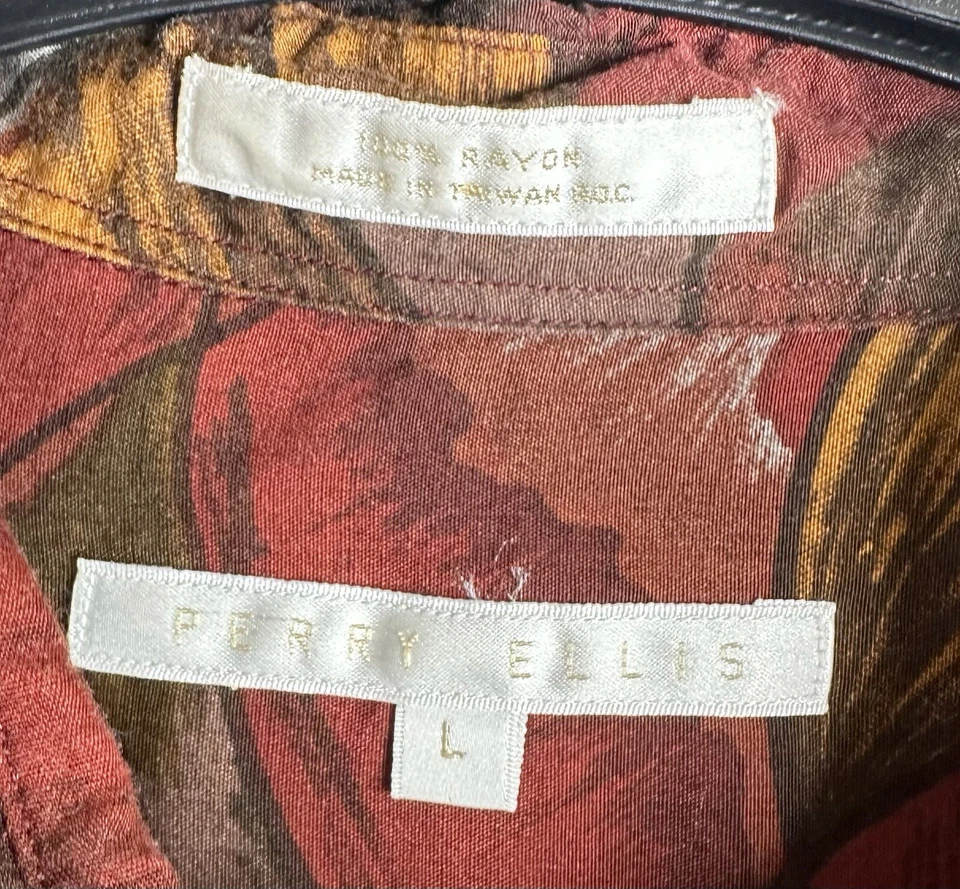 100% RAYON
MADE IN TAIWAN R.O.C.
PERRY ELLIS
L